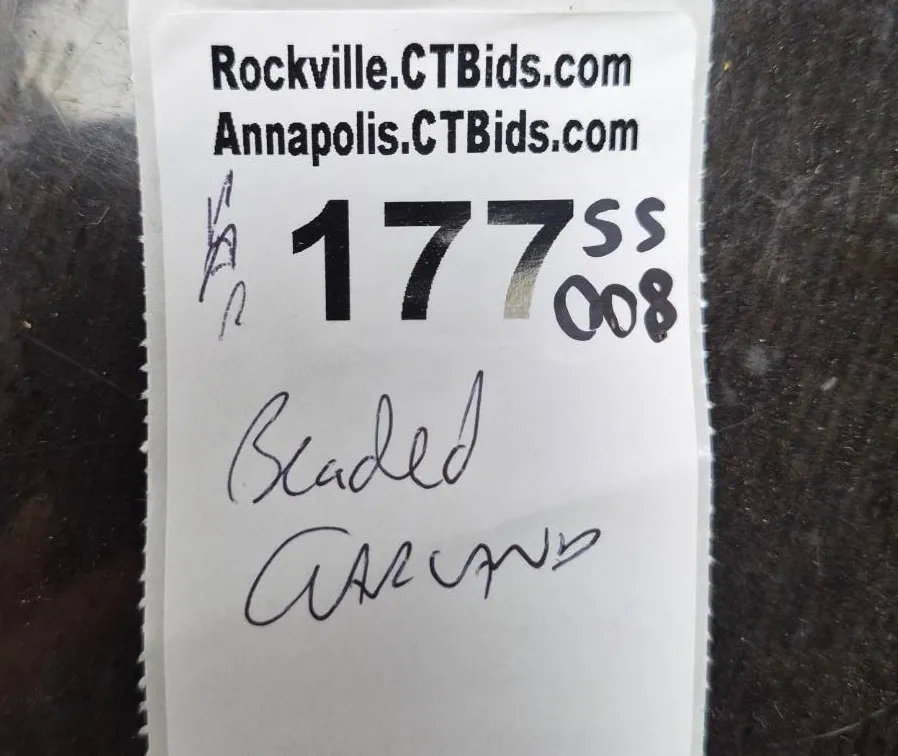 Rockville.CTBids.com
Annapolis.CTBids.com
177 SS
008
Beaded
GARLAND